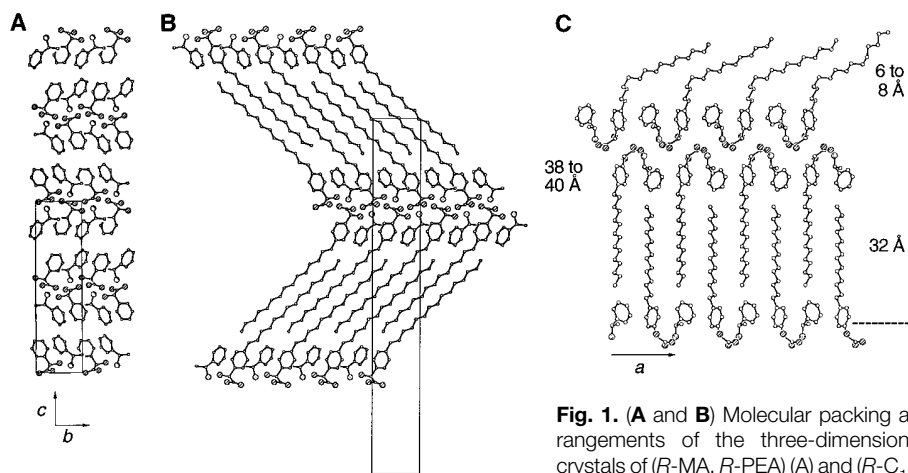 A
B
C
6 to
8 Å
38 to
40 Å
32 Å
a
c
b
Fig. 1. (A and B) Molecular packing a
rangements of the three-dimension
crystals of (R-MA, R-PEA) (A) and (R-C